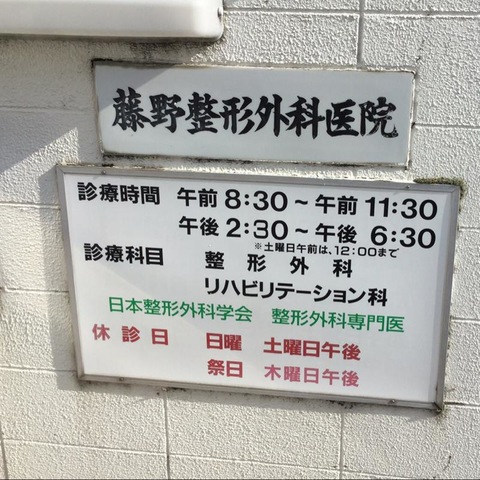 藤野整形外科医院
診療時間 午前 8:30 ～ 午前 11:30
午後 2:30 ～ 午後 6:30
※土曜日午前は、12:00まで
診療科目 整形外科
リハビリテーション科
日本整形外科学会 整形外科専門医
休診日 日曜 土曜日午後
祭日 木曜日午後